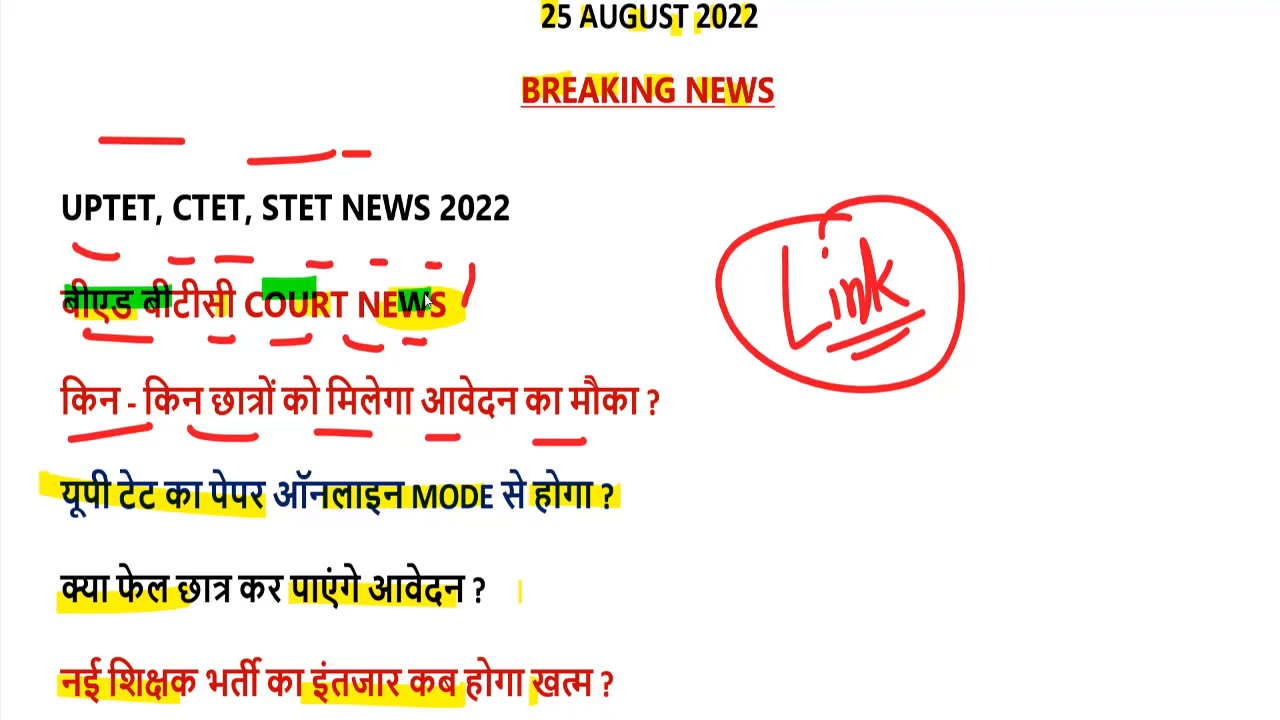 25 AUGUST 2022
BREAKING NEWS
UPTET, CTET, STET NEWS 2022
बीएड बीटीसी COURT NEWS
Link
किन - किन छात्रों को मिलेगा आवेदन का मौका ?
यूपी टेट का पेपर ऑनलाइन MODE से होगा ?
क्या फेल छात्र कर पाएंगे आवेदन ?
नई शिक्षक भर्ती का इंतजार कब होगा खत्म ?